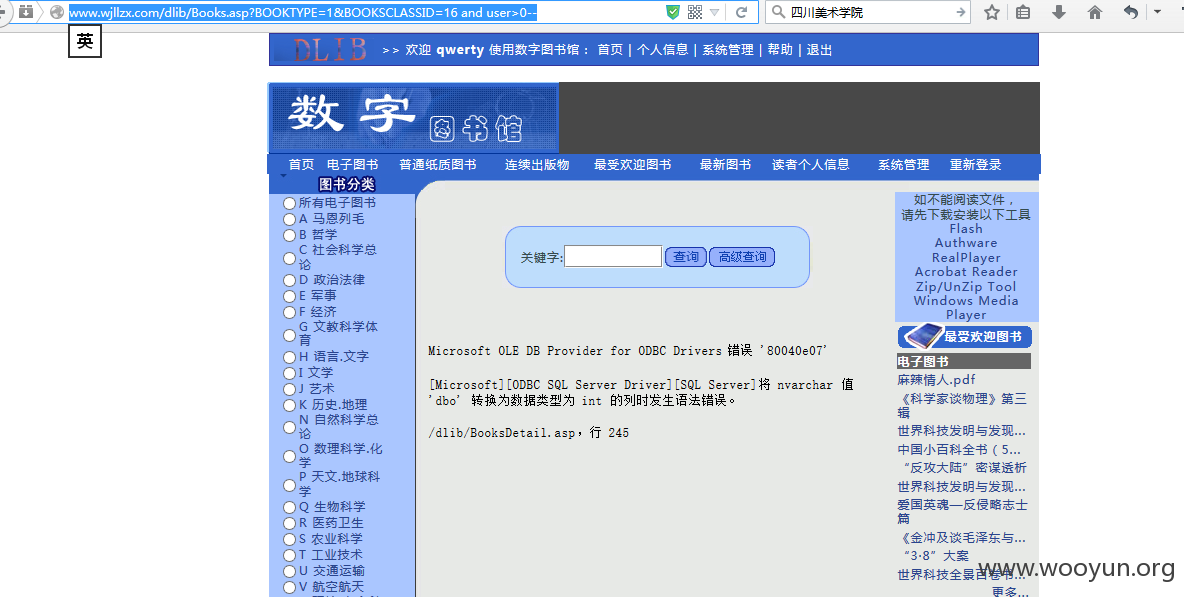 www.wjllzx.com/dlib/Books.asp?BOOKTYPE=1&BOOKSCLASSID=16 and user>0--
四川美术学院
英
DLIB >> 欢迎 qwerty 使用数字图书馆： 首页 | 个人信息 | 系统管理 | 帮助 | 退出
数字图书馆
首页 电子图书 普通纸质图书 连续出版物 最受欢迎图书 最新图书 读者个人信息 系统管理 重新登录
图书分类
所有电子图书
A 马恩列毛
B 哲学
C 社会科学总
论
D 政治法律
E 军事
F 经济
G 文教科学体
育
H 语言.文字
I 文学
J 艺术
K 历史.地理
N 自然科学总
论
O 数理科学.化
学
P 天文.地球科
学
Q 生物科学
R 医药卫生
S 农业科学
T 工业技术
U 交通运输
V 航空航天
关键字: 查询 高级查询
Microsoft OLE DB Provider for ODBC Drivers 错误 '80040e07'
[Microsoft][ODBC SQL Server Driver][SQL Server]将 nvarchar 值
'dbo' 转换为数据类型为 int 的列时发生语法错误。
/dlib/BooksDetail.asp，行 245
如不能阅读文件，
请先下载安装以下工具
Flash
Authware
RealPlayer
Acrobat Reader
Zip/UnZip Tool
Windows Media
Player
最受欢迎图书
电子图书
麻辣情人.pdf
《科学家谈物理》第三
辑
世界科技发明与发现...
中国小百科全书（5...
“反攻大陆”密谋透析
世界科技发明与发现...
爱国英魂—反侵略志士
篇
《金冲及谈毛泽东与...
“3·8”大案
世界科技全景百卷书...
更多...
www.wooyun.org